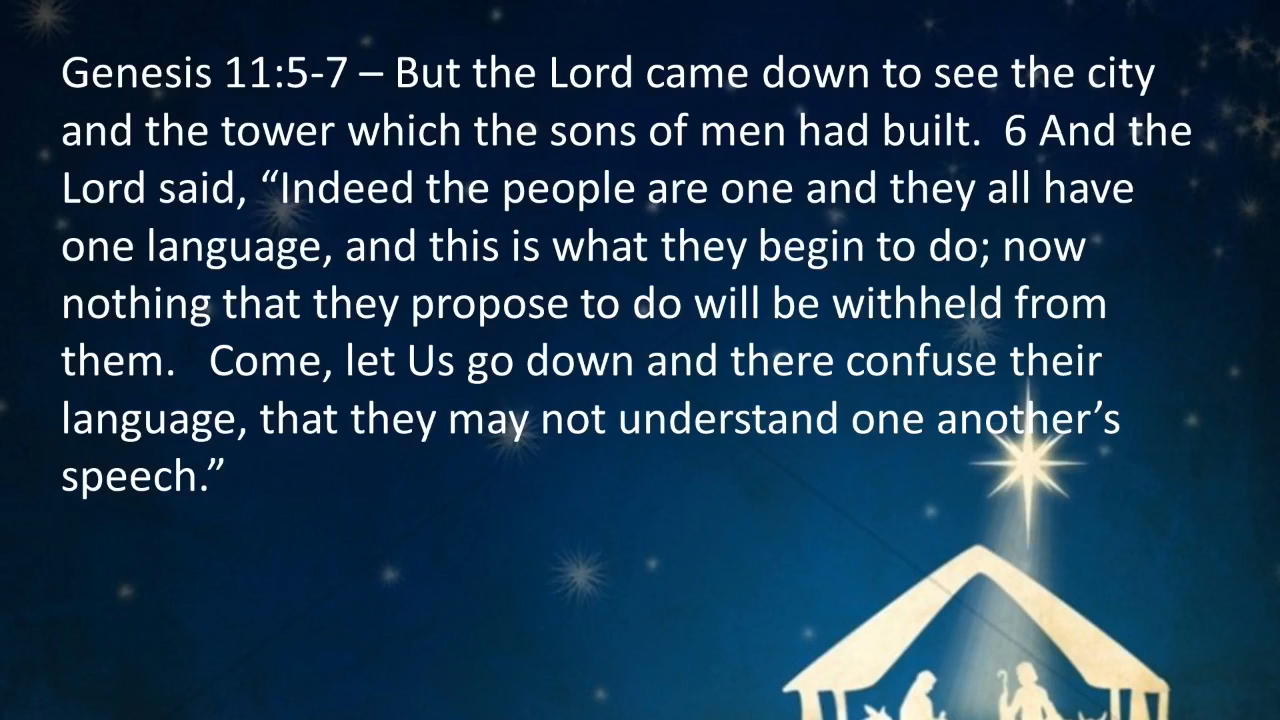 Genesis 11:5-7 – But the Lord came down to see the city
and the tower which the sons of men had built.  6 And the
Lord said, “Indeed the people are one and they all have
one language, and this is what they begin to do; now
nothing that they propose to do will be withheld from
them.   Come, let Us go down and there confuse their
language, that they may not understand one another’s
speech.”